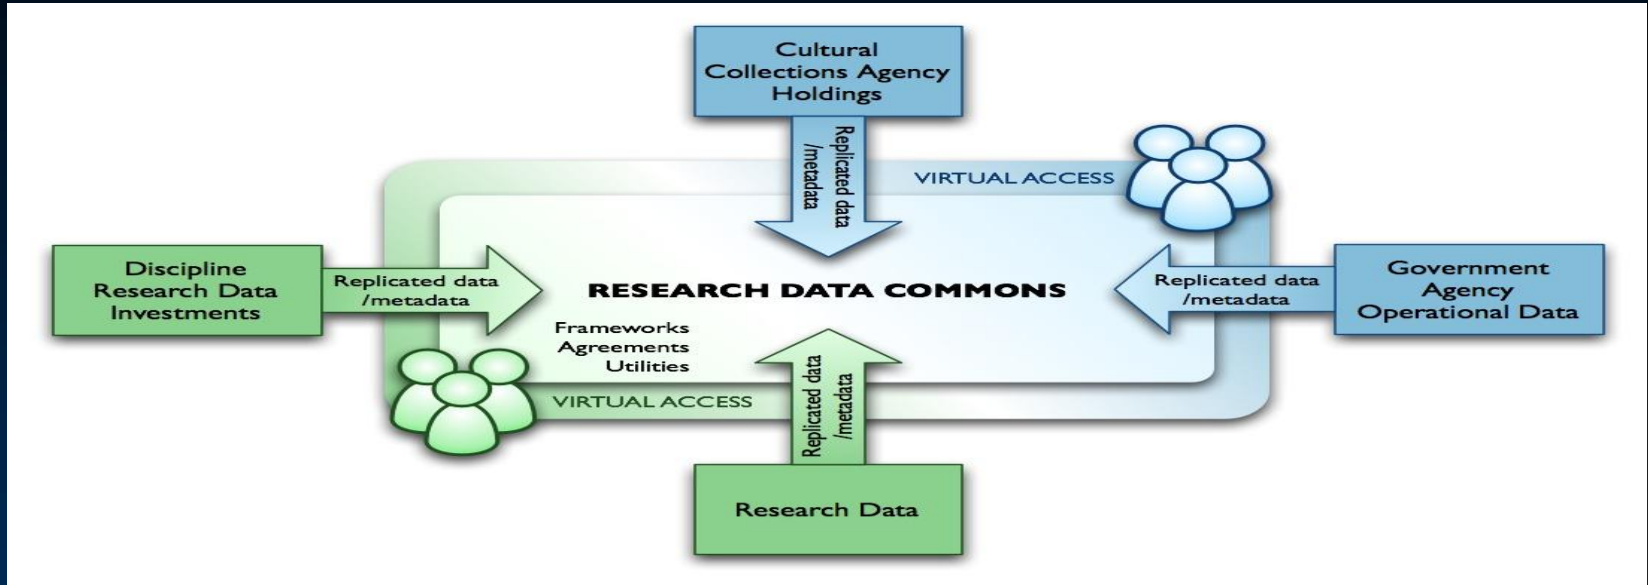 Cultural
Collections Agency
Holdings
Replicated data
/metadata
VIRTUAL ACCESS
Discipline
Research Data
Investments
Replicated data
/metadata
RESEARCH DATA COMMONS
Replicated data
/metadata
Government
Agency
Operational Data
Frameworks
Agreements
Utilities
VIRTUAL ACCESS
Replicated data
/metadata
Research Data